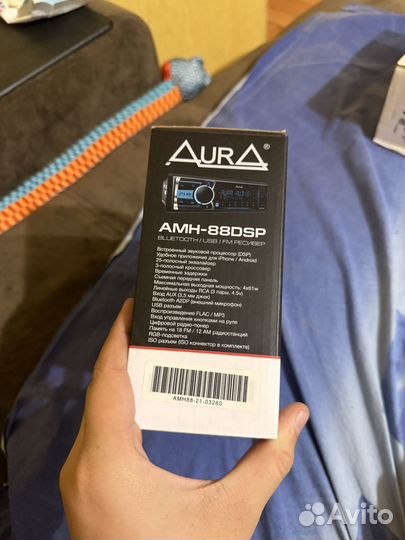 AURA®
AMH-88DSP
BLUETOOTH / USB / FM РЕСИВЕР
Встроенный звуковой процессор (DSP)
Удобное приложение для iPhone / Android
25-полосный эквалайзер
3-полосный кроссовер
Временные задержки
Съемная передняя панель
Максимальная выходная мощность: 4x61w
Линейные выходы RCA (3 пары, 4.5v)
Вход AUX (3,5 мм джек)
Bluetooth A2DP (внешний микрофон)
USB разъем
Воспроизведение FLAC / MP3
Вход управления кнопками на руле
Цифровой радио-тюнер
Память на 18 FM / 12 AM радиостанций
RGB-подсветка
ISO разъем (ISO коннектор в комплекте)
AMH88-21-03260
Avito